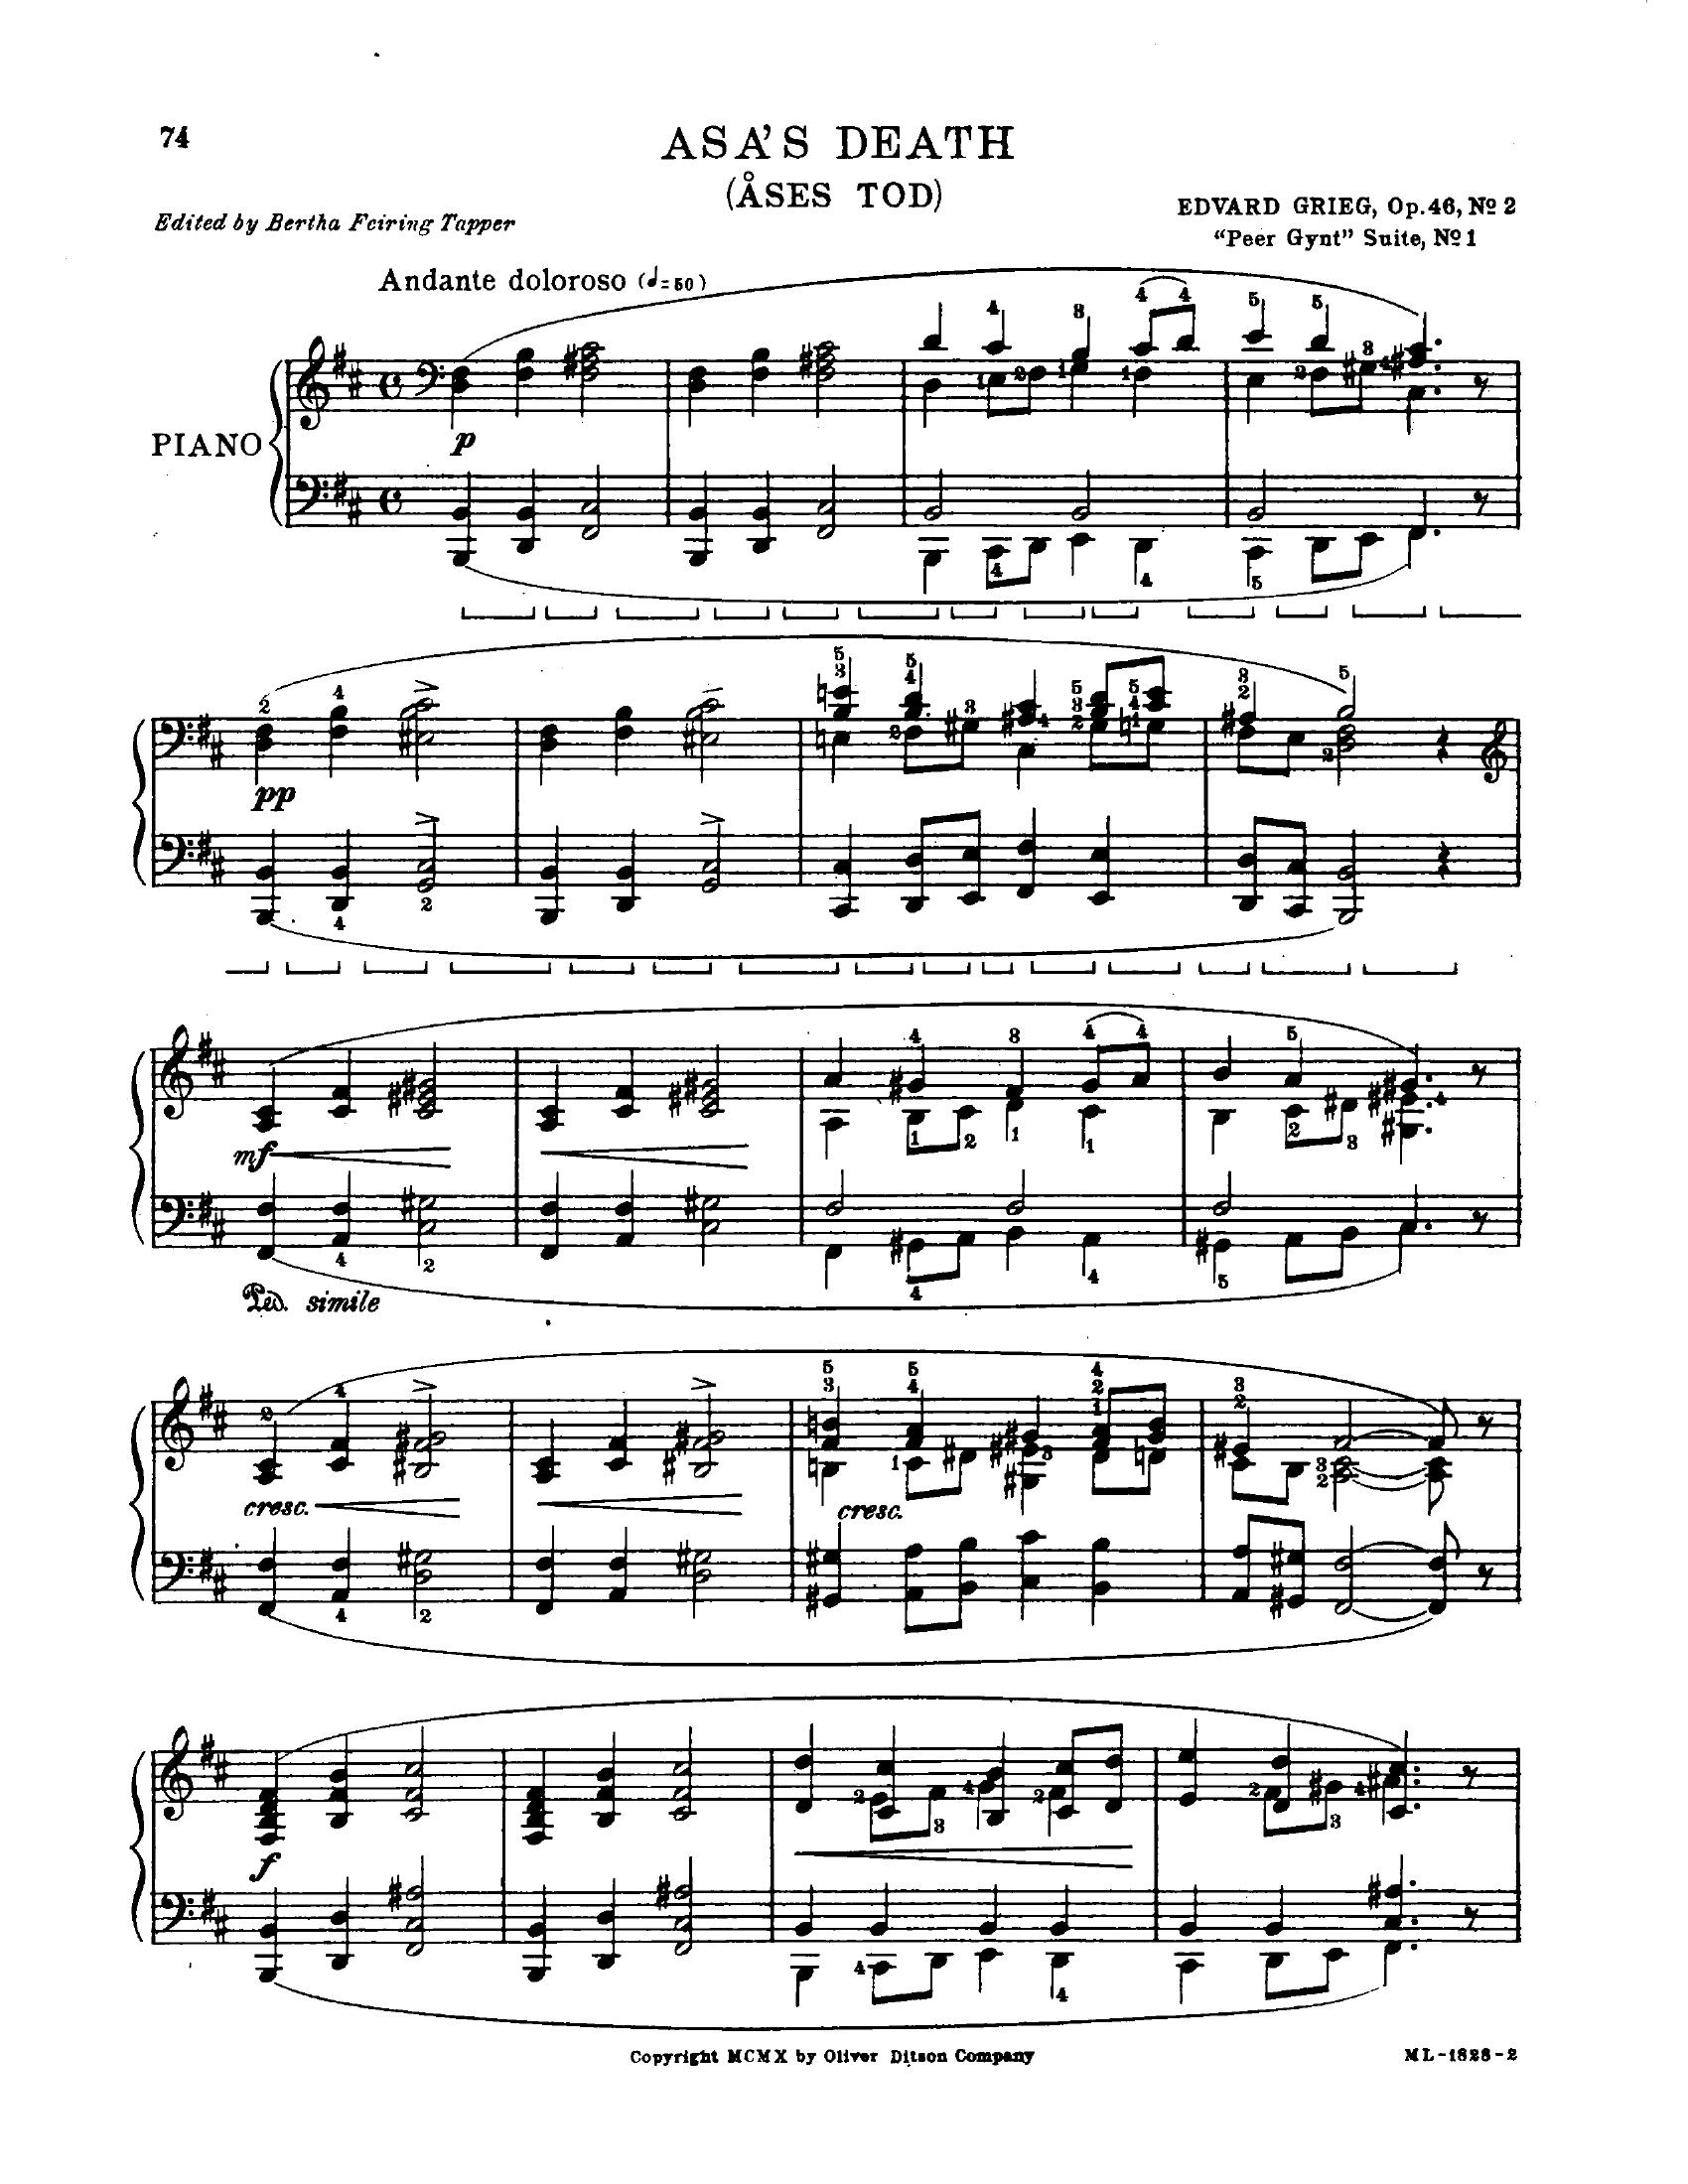 74
ASA'S DEATH
(ÅSES TOD)
Edited by Bertha Feiring Tapper
EDVARD GRIEG, Op. 46, No. 2
"Peer Gynt" Suite, No. 1
Andante doloroso (♩= 50)
PIANO
p
pp
mf
Ped. simile
cresc.
cresc.
f
Copyright MCMX by Oliver Ditson Company
ML-1828-2